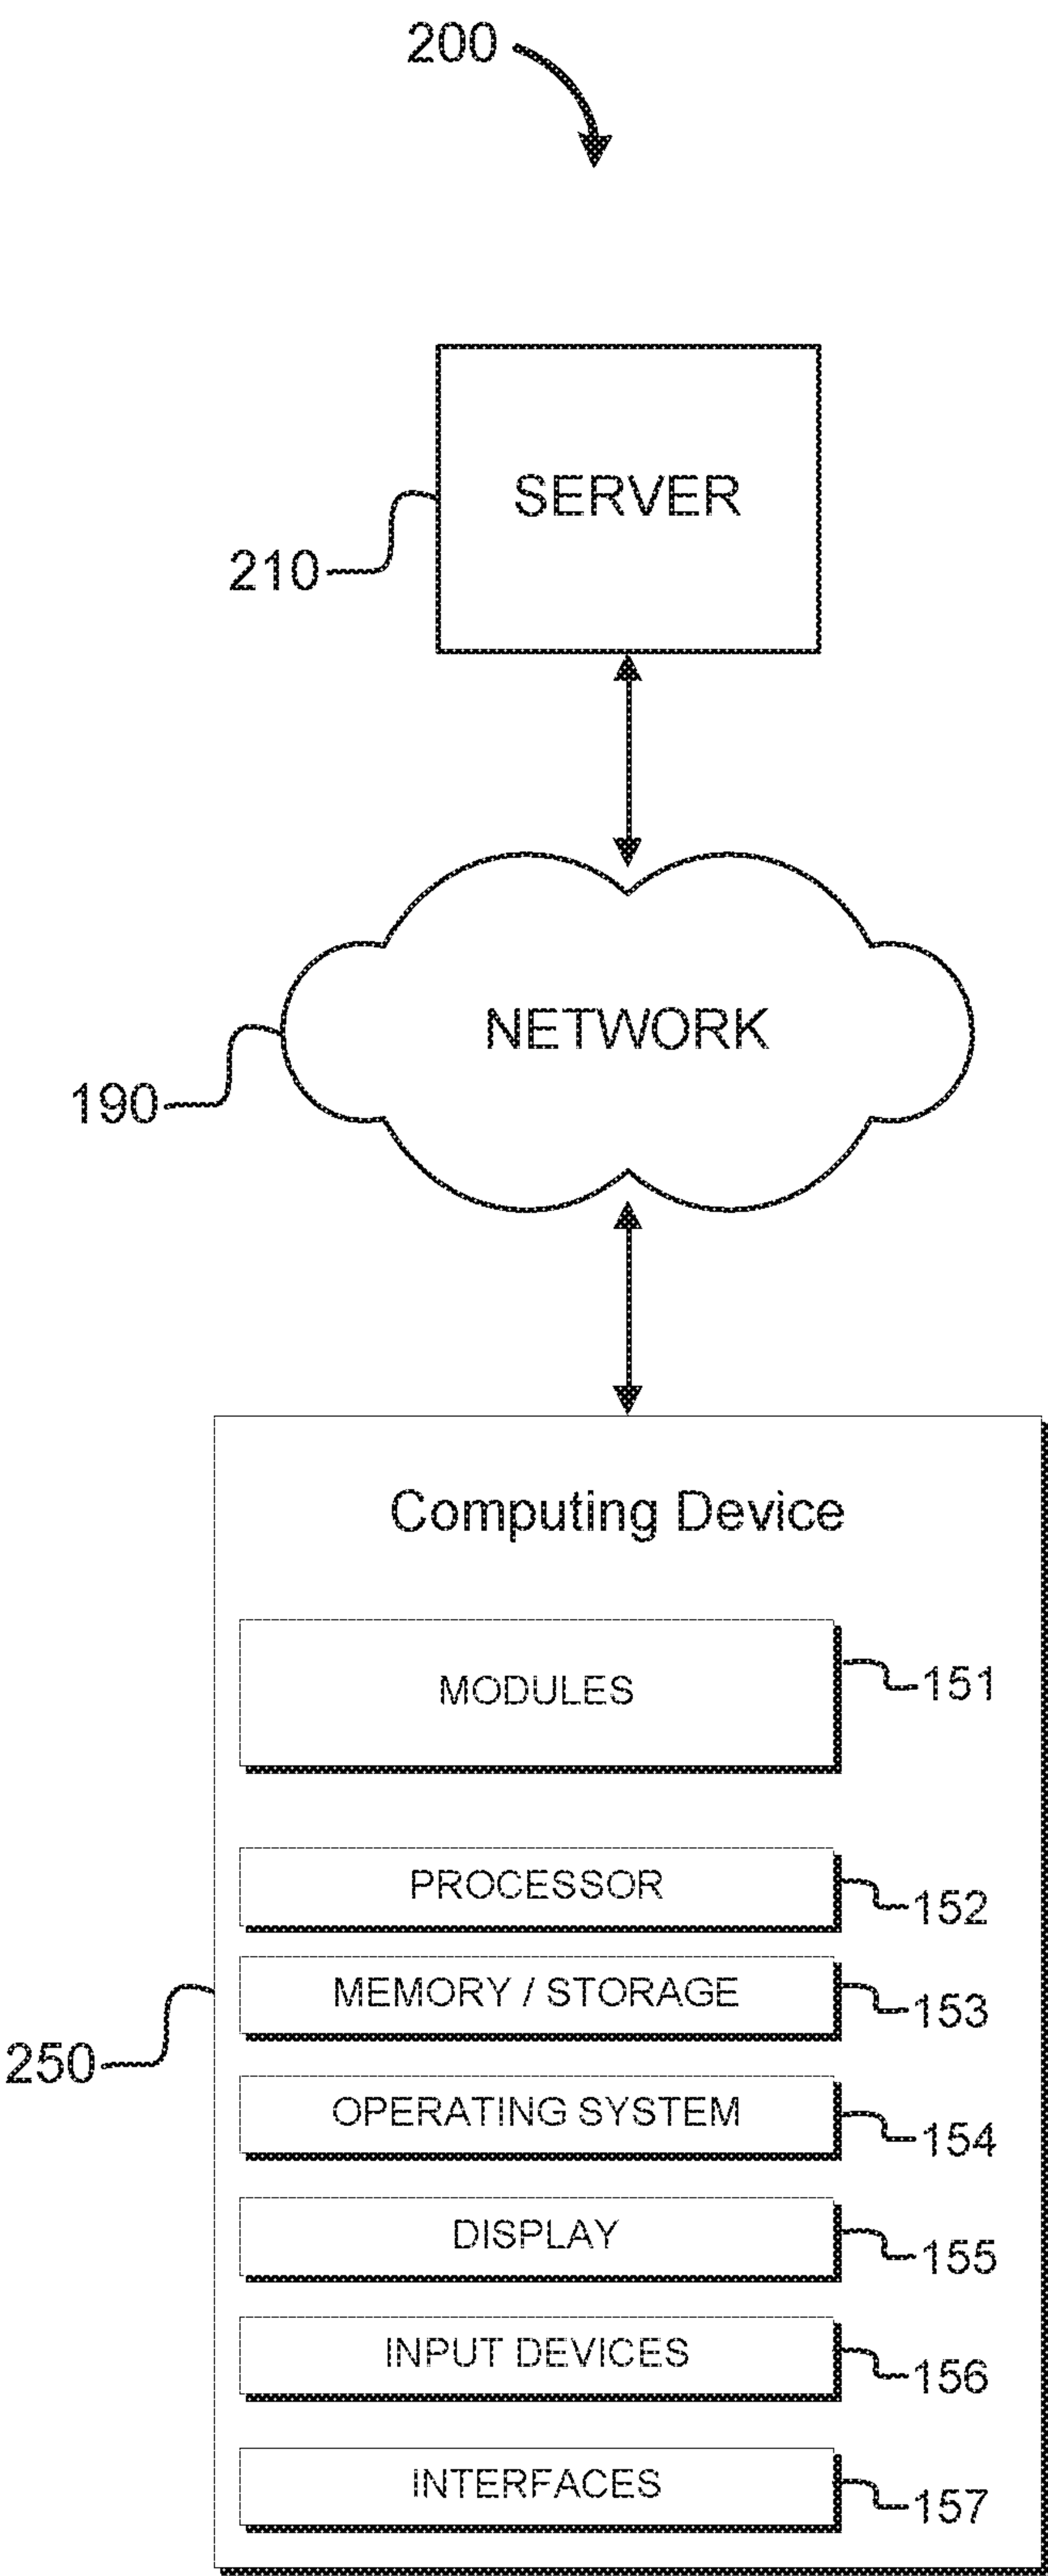 200
SERVER
210
NETWORK
190
Computing Device
MODULES
151
PROCESSOR
152
MEMORY / STORAGE
153
250
OPERATING SYSTEM
154
DISPLAY
155
INPUT DEVICES
156
INTERFACES
157